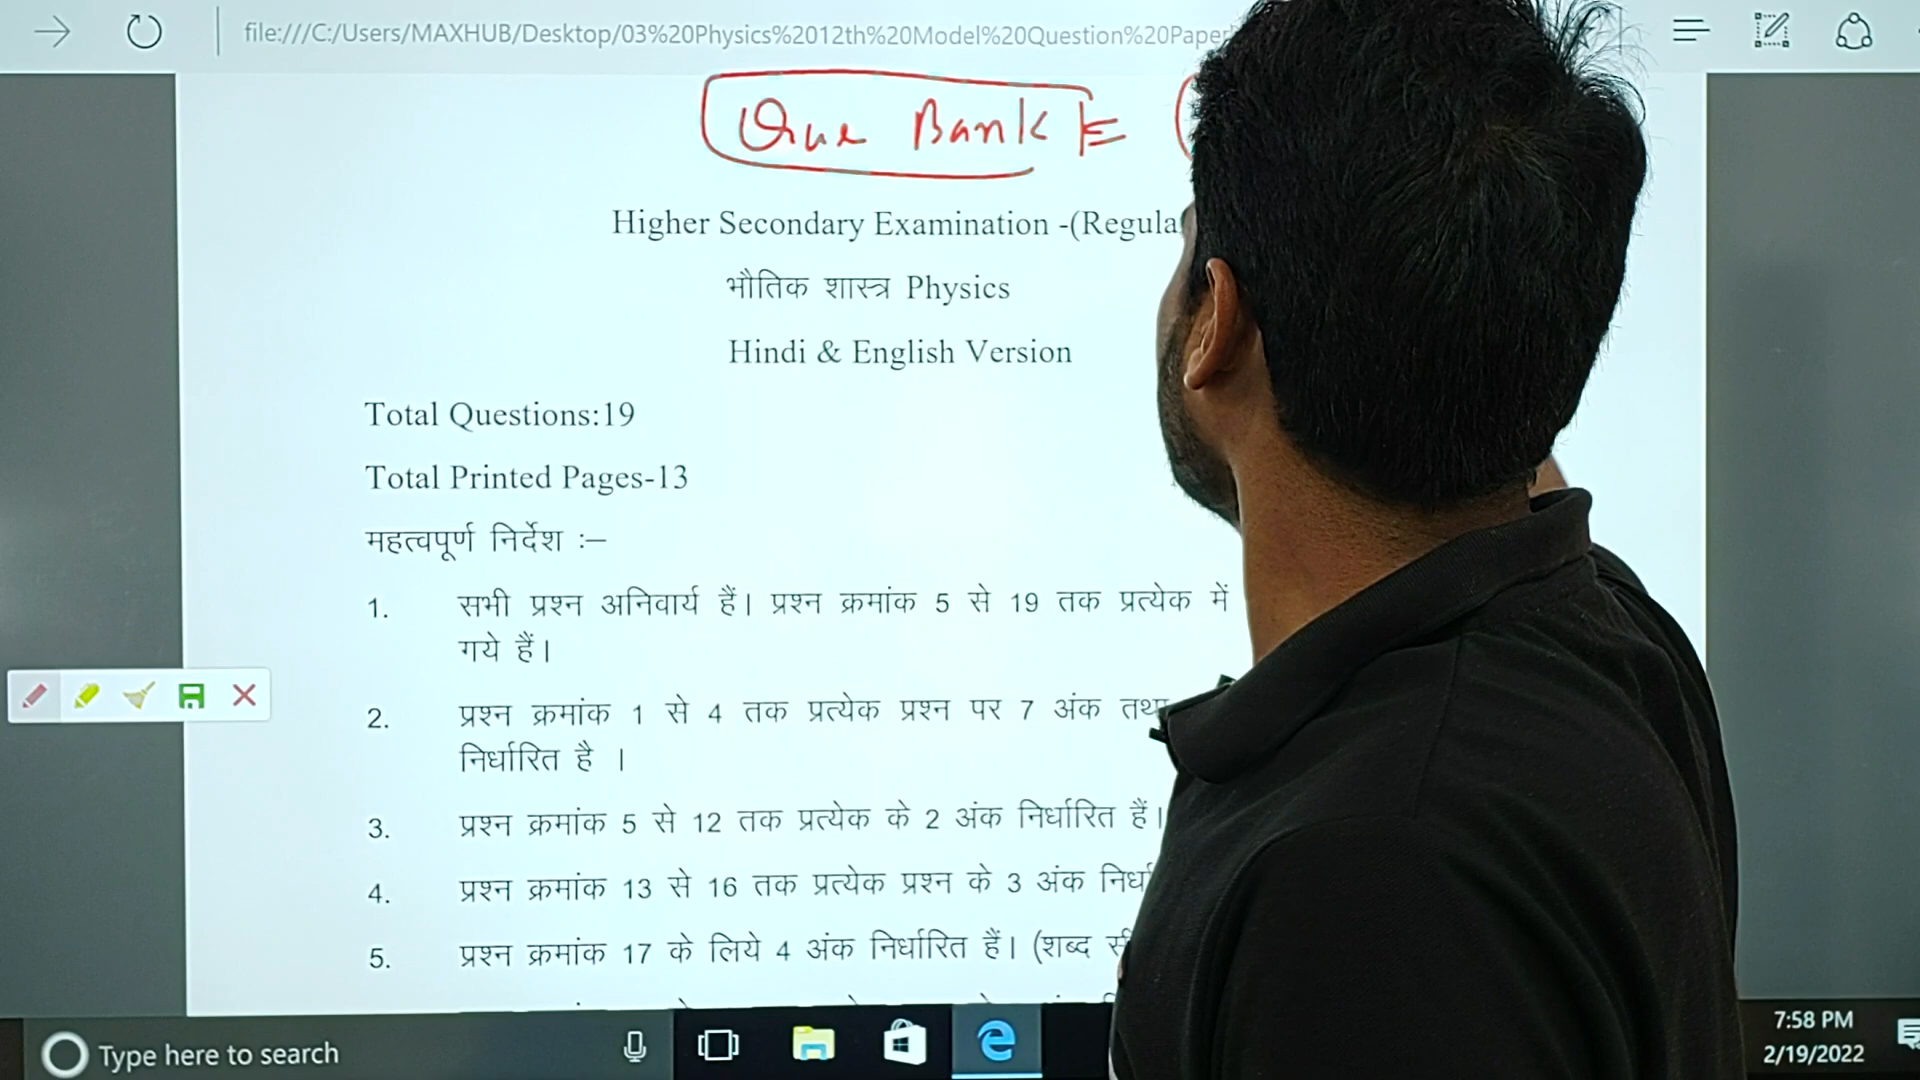 file:///C:/Users/MAXHUB/Desktop/03%20Physics%2012th%20Model%20Question%20Paper
Que Bank
Higher Secondary Examination -(Regula
भौतिक शास्त्र Physics
Hindi & English Version
Total Questions:19
Total Printed Pages-13
महत्वपूर्ण निर्देश :–
1. सभी प्रश्न अनिवार्य हैं। प्रश्न क्रमांक 5 से 19 तक प्रत्येक में
गये हैं।
2. प्रश्न क्रमांक 1 से 4 तक प्रत्येक प्रश्न पर 7 अंक तथा
निर्धारित है ।
3. प्रश्न क्रमांक 5 से 12 तक प्रत्येक के 2 अंक निर्धारित हैं।
4. प्रश्न क्रमांक 13 से 16 तक प्रत्येक प्रश्न के 3 अंक निर्धा
5. प्रश्न क्रमांक 17 के लिये 4 अंक निर्धारित हैं। (शब्द
Type here to search
7:58 PM
2/19/2022